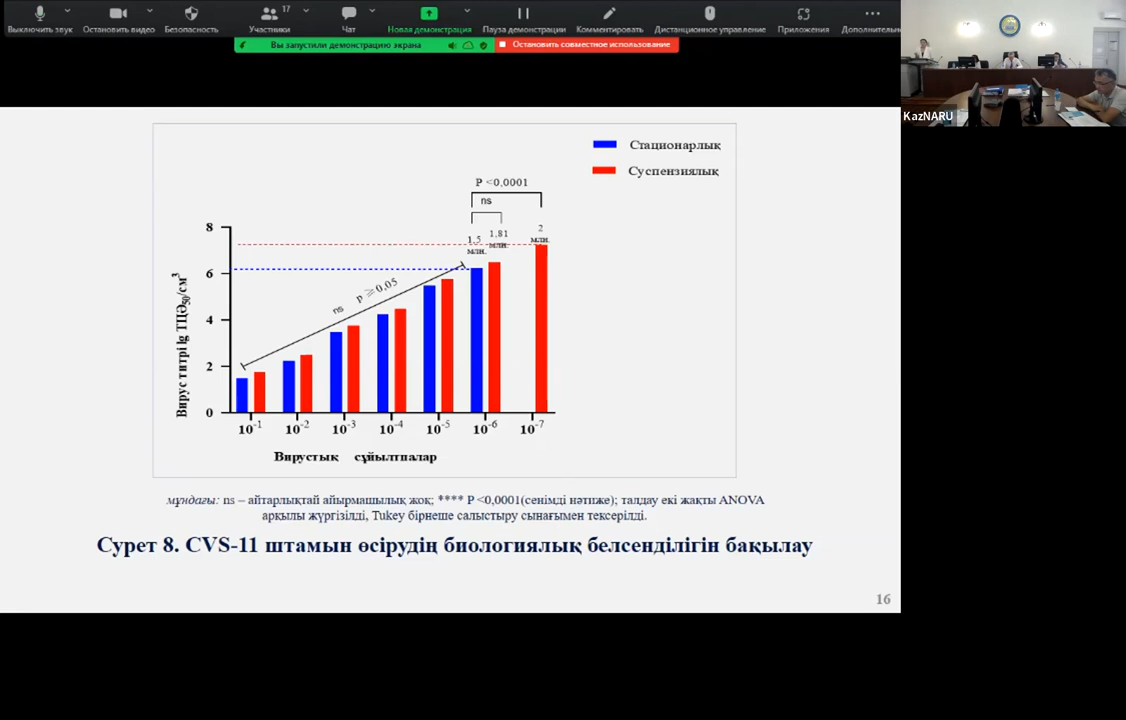 Выключить звук
Остановить видео
Безопасность
Участники
17
Чат
Новая демонстрация
Пауза демонстрации
Комментировать
Дистанционное управление
Приложения
Дополнительн
Вы запустили демонстрацию экрана
Остановить совместное использование
KazNARU
Стационарлық
Суспензиялық
P <0,0001
ns
1,5 млн.
1,81 млн.
2 млн.
ns p ≥0,05
8
6
4
2
0
Вирус титрі lg ТЦƏ50/см³
10⁻¹ 10⁻² 10⁻³ 10⁻⁴ 10⁻⁵ 10⁻⁶ 10⁻⁷
Вирустық сұйылтпалар
мұндағы: ns – айтарлықтай айырмашылық жоқ; **** P <0,0001(сенімді нәтиже); талдау екі жақты ANOVA
арқылы жүргізілді, Tukey бірнеше салыстыру сынағымен тексерілді.
Сурет 8. CVS-11 штамын өсірудің биологиялық белсенділігін бақылау
16